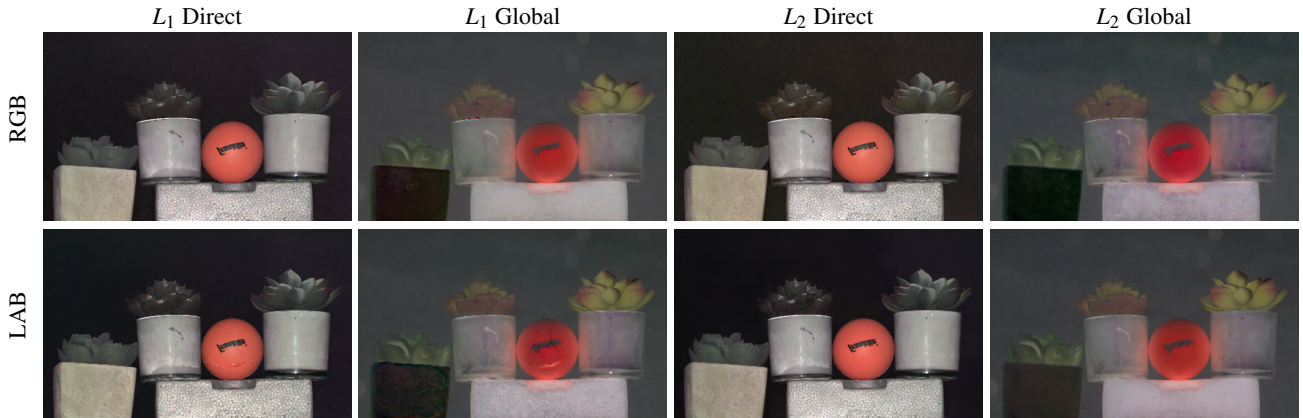 L₁ Direct L₁ Global L₂ Direct L₂ Global
RGB
LAB